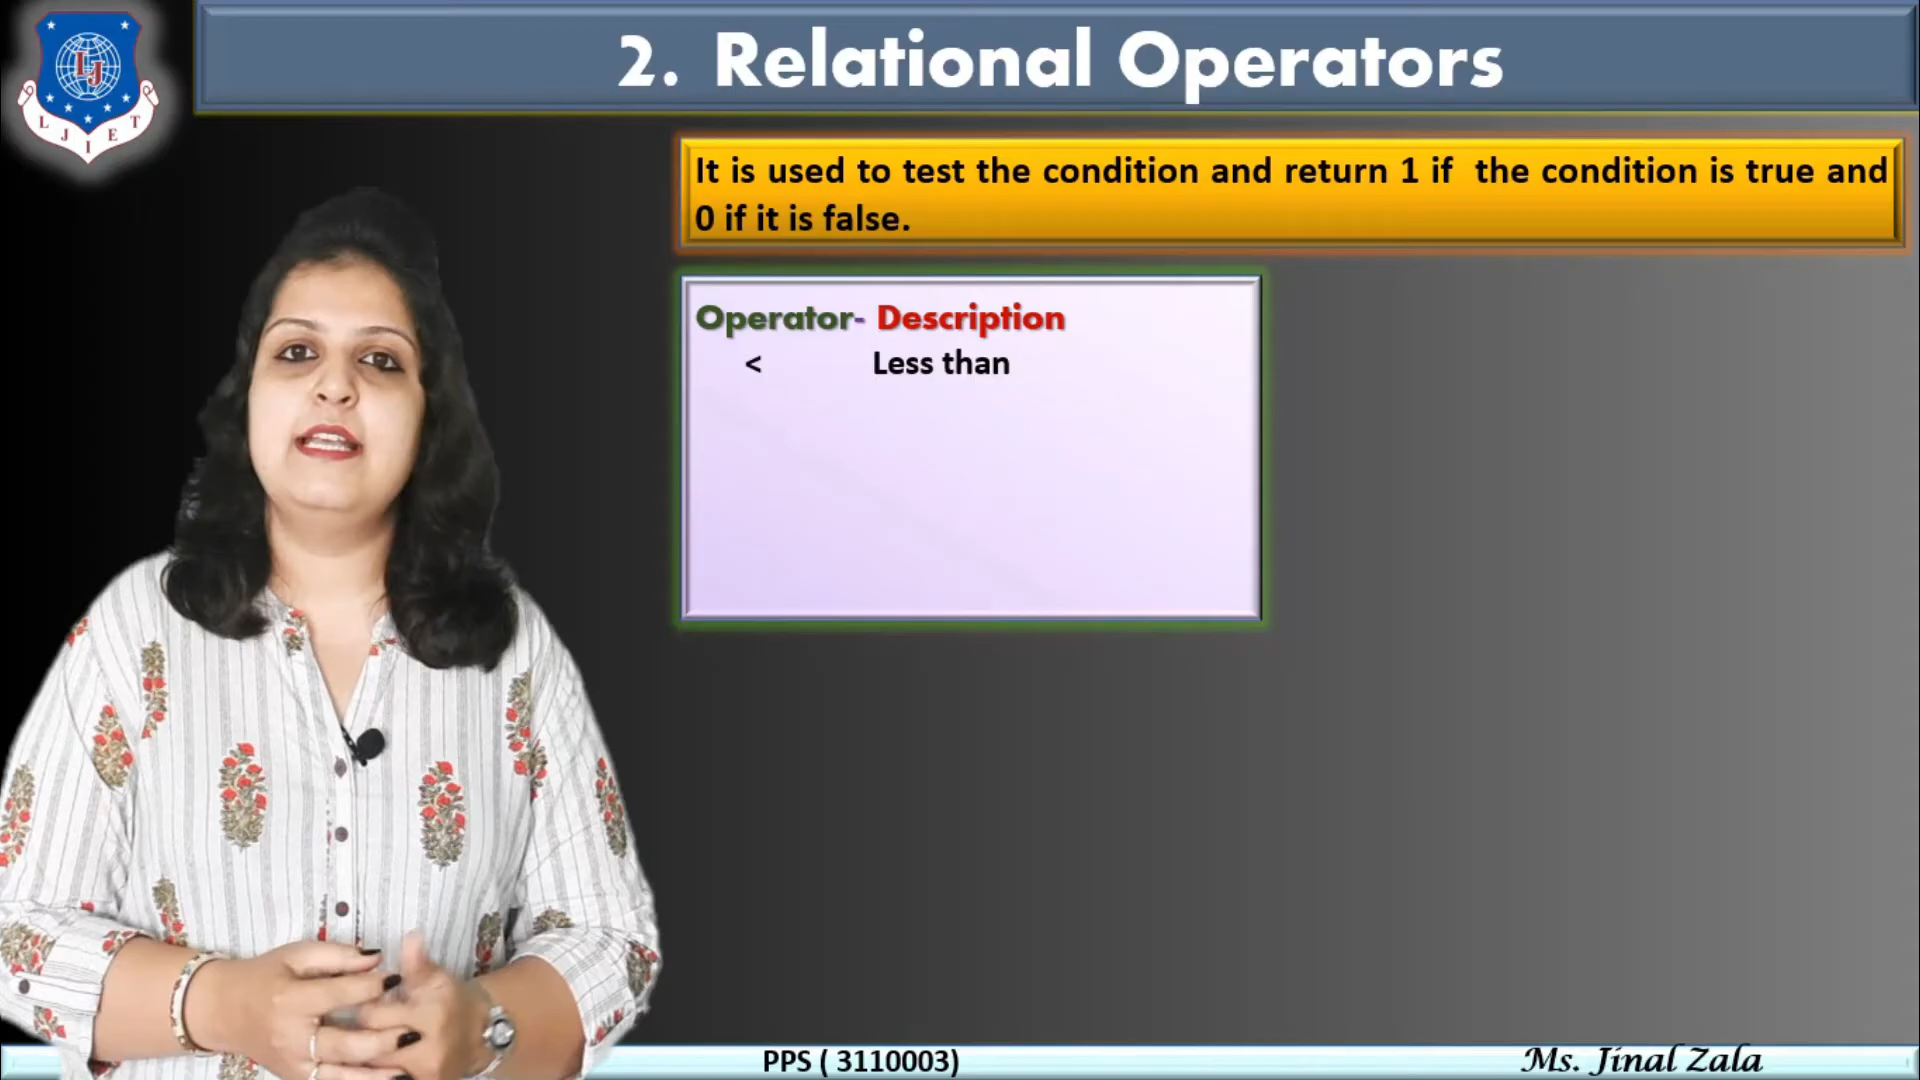 2. Relational Operators
LJ
L J I E T
It is used to test the condition and return 1 if the condition is true and
0 if it is false.
Operator- Description
< Less than
PPS ( 3110003)
Ms. Jinal Zala